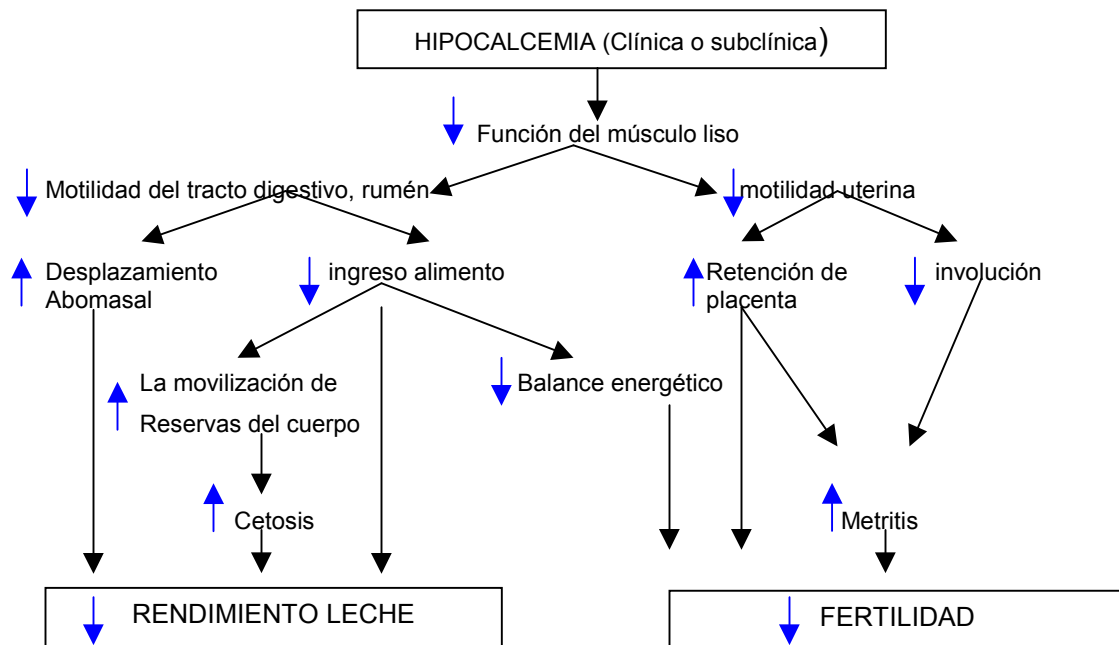 HIPOCALCEMIA (Clínica o subclínica)
Función del músculo liso
Motilidad del tracto digestivo, rumén
motilidad uterina
Desplazamiento
Abomasal
ingreso alimento
Retención de
placenta
involución
La movilización de
Reservas del cuerpo
Balance energético
Cetosis
Metritis
RENDIMIENTO LECHE
FERTILIDAD